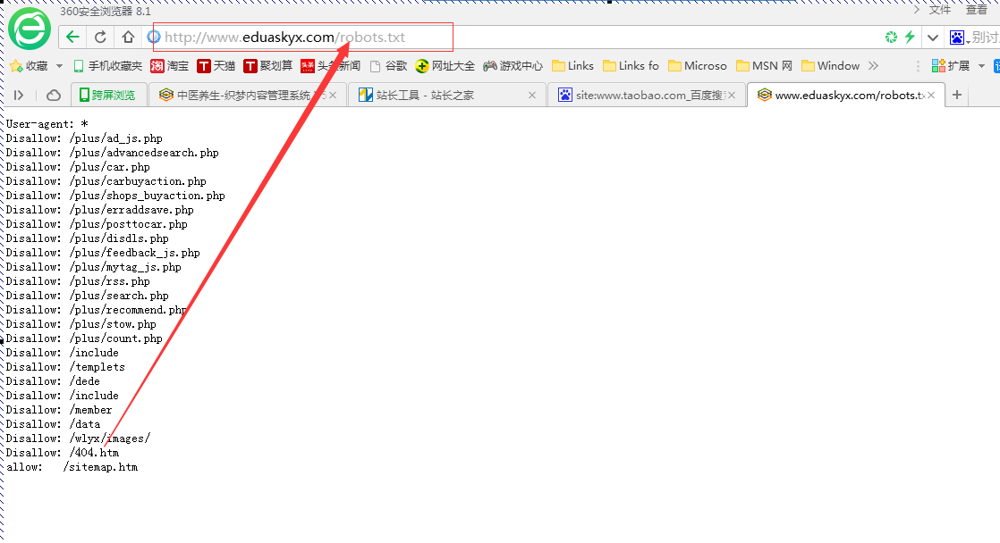 360安全浏览器 8.1
文件 查看
http://www.eduaskyx.com/robots.txt
别讨
收藏 手机收藏夹 淘宝 天猫 聚划算 头条新闻 谷歌 网址大全 游戏中心 Links Links fo Microso MSN 网 Window 扩展
跨屏浏览 中医养生-织梦内容管理系统 站长工具 - 站长之家 site:www.taobao.com_百度搜 www.eduaskyx.com/robots.tx
User-agent: *
Disallow: /plus/ad_js.php
Disallow: /plus/advancedsearch.php
Disallow: /plus/car.php
Disallow: /plus/carbuyaction.php
Disallow: /plus/shops_buyaction.php
Disallow: /plus/erraddsave.php
Disallow: /plus/posttocar.php
Disallow: /plus/disdls.php
Disallow: /plus/feedback_js.php
Disallow: /plus/mytag_js.php
Disallow: /plus/rss.php
Disallow: /plus/search.php
Disallow: /plus/recommend.php
Disallow: /plus/stow.php
Disallow: /plus/count.php
Disallow: /include
Disallow: /templets
Disallow: /dede
Disallow: /include
Disallow: /member
Disallow: /data
Disallow: /wlyx/images/
Disallow: /404.htm
allow: /sitemap.htm